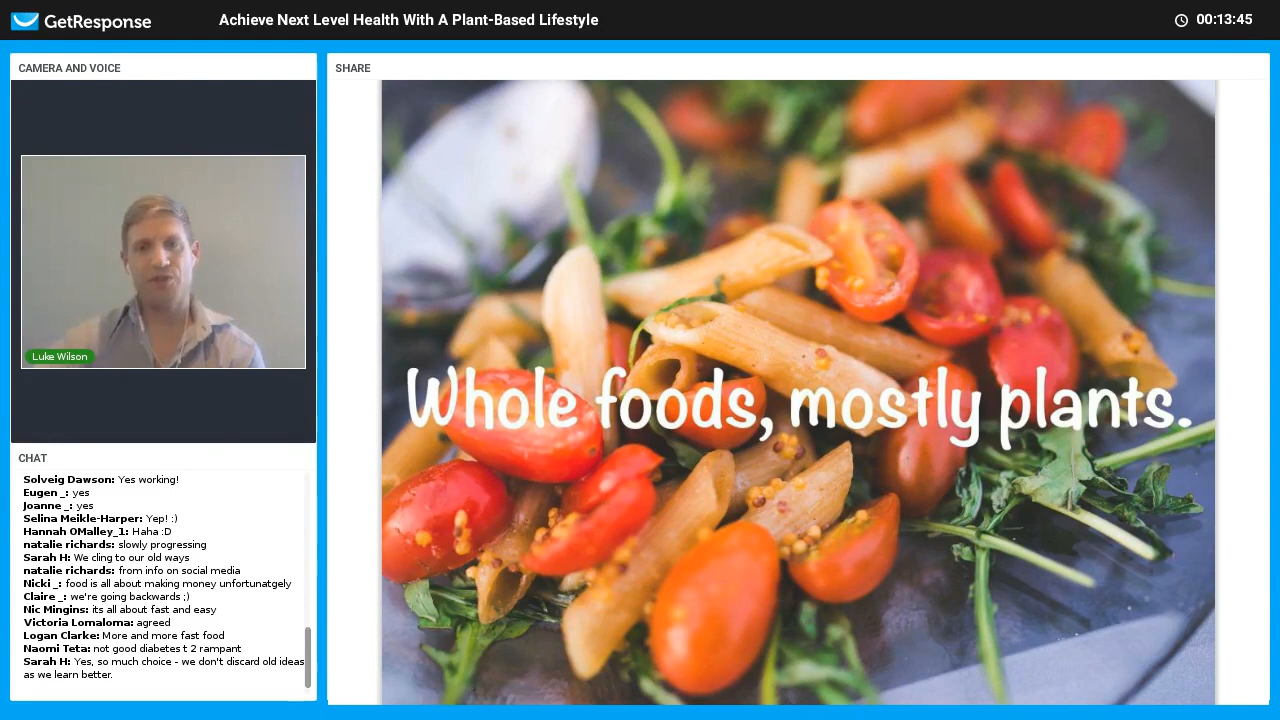 GetResponse
Achieve Next Level Health With A Plant-Based Lifestyle
00:13:45
CAMERA AND VOICE
Luke Wilson
CHAT
Solveig Dawson: Yes working!
Eugen _: yes
Joanne _: yes
Selina Meikle-Harper: Yep! :)
Hannah OMalley_1: Haha :D
natalie richards: slowly progressing
Sarah H: We cling to our old ways
natalie richards: from info on social media
Nicki _: food is all about making money unfortunatgely
Claire _: we're going backwards ;)
Nic Mingins: its all about fast and easy
Victoria Lomaloma: agreed
Logan Clarke: More and more fast food
Naomi Teta: not good diabetes t 2 rampant
Sarah H: Yes, so much choice - we don't discard old ideas
as we learn better.
SHARE
Whole foods, mostly plants.